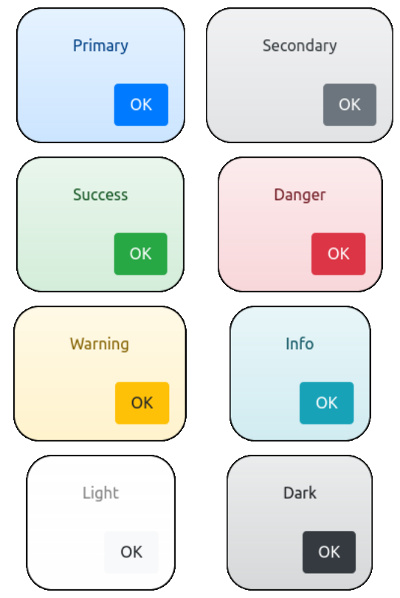 Primary
OK
Secondary
OK
Success
OK
Danger
OK
Warning
OK
Info
OK
Light
OK
Dark
OK